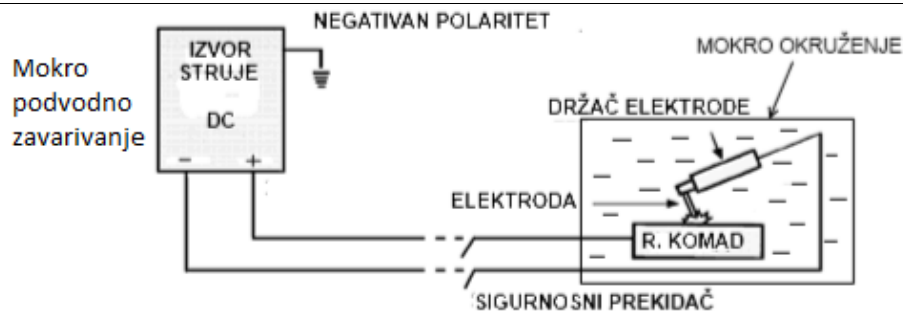 NEGATIVAN POLARITET
IZVOR
STRUJE
DC
- +
Mokro
podvodno
zavarivanje
MOKRO OKRUŽENJE
DRŽAČ ELEKTRODE
ELEKTRODA
R. KOMAD
SIGURNOSNI PREKIDAČ